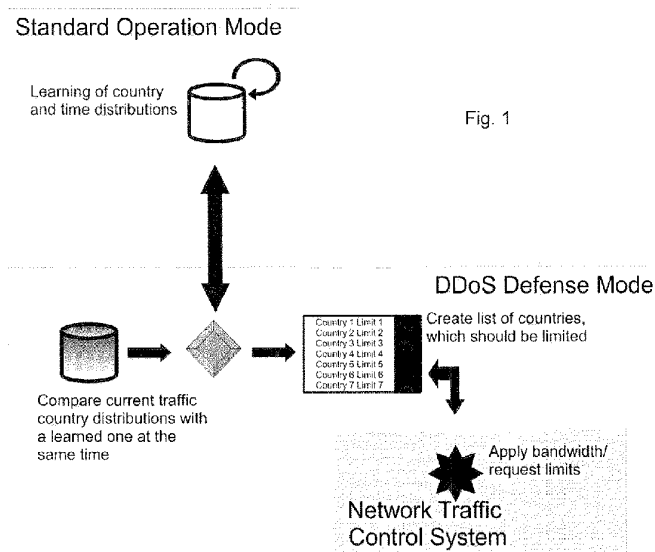 Standard Operation Mode
Learning of country
and time distributions
Fig. 1
DDoS Defense Mode
Country 1 Limit 1
Country 2 Limit 2
Country 3 Limit 3
Country 4 Limit 4
Country 5 Limit 5
Country 6 Limit 6
Country 7 Limit 7
Create list of countries,
which should be limited
Compare current traffic
country distributions with
a learned one at the
same time
Apply bandwidth/
request limits
Network Traffic
Control System